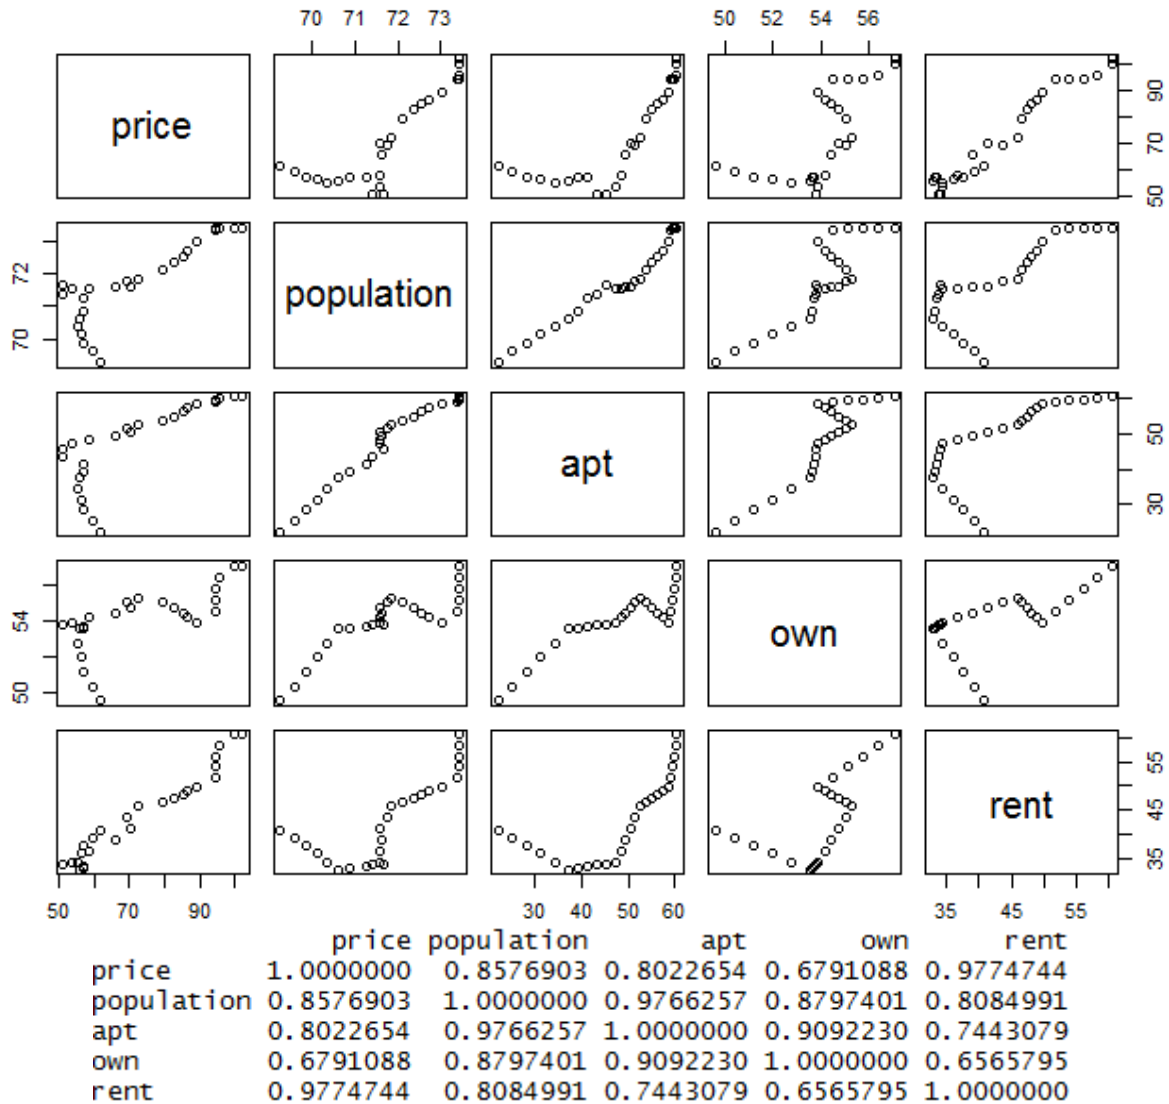 70 71 72 73 50 52 54 56
price
50 70 90
70 72
population
apt
30 50
50 54
own
rent
35 45 55
50 70 90 30 40 50 60 35 45 55
price population apt own rent
price 1.0000000 0.8576903 0.8022654 0.6791088 0.9774744
population 0.8576903 1.0000000 0.9766257 0.8797401 0.8084991
apt 0.8022654 0.9766257 1.0000000 0.9092230 0.7443079
own 0.6791088 0.8797401 0.9092230 1.0000000 0.6565795
rent 0.9774744 0.8084991 0.7443079 0.6565795 1.0000000